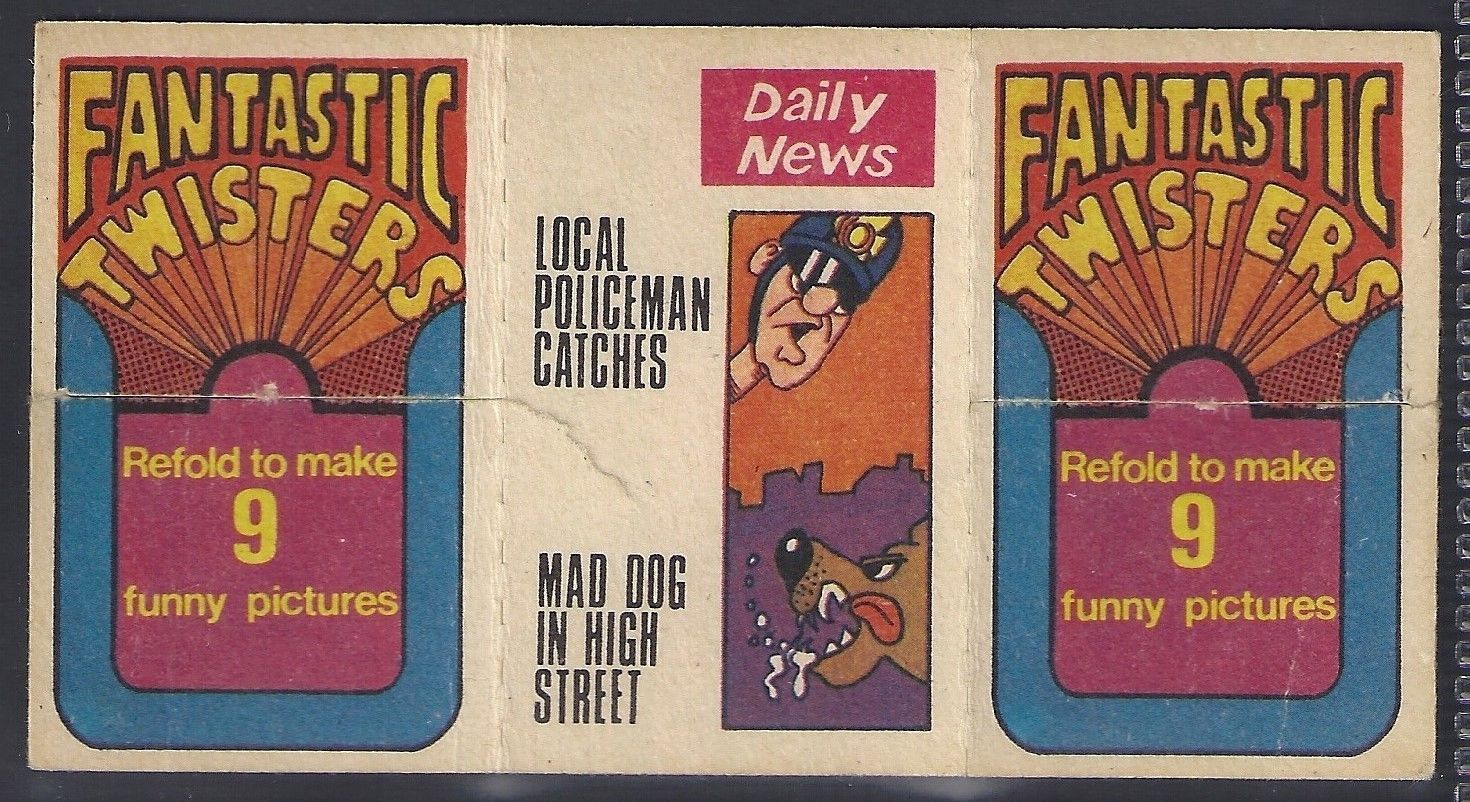 FANTASTIC
TWISTERS
Refold to make
9
funny pictures
Daily
News
LOCAL
POLICEMAN
CATCHES
MAD DOG
IN HIGH
STREET
FANTASTIC
TWISTERS
Refold to make
9
funny pictures